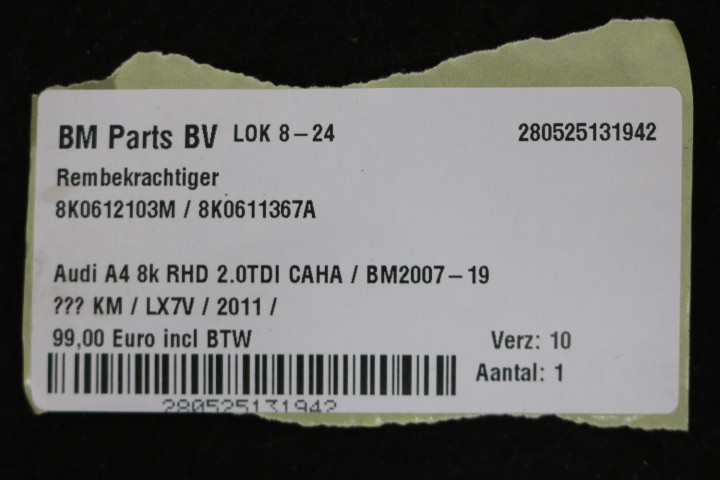 BM Parts BV LOK 8-24 280525131942
Rembekrachtiger
8K0612103M / 8K0611367A
Audi A4 8k RHD 2.0TDI CAHA / BM2007-19
??? KM / LX7V / 2011 /
99,00 Euro incl BTW Verz: 10
Aantal: 1
280525131942